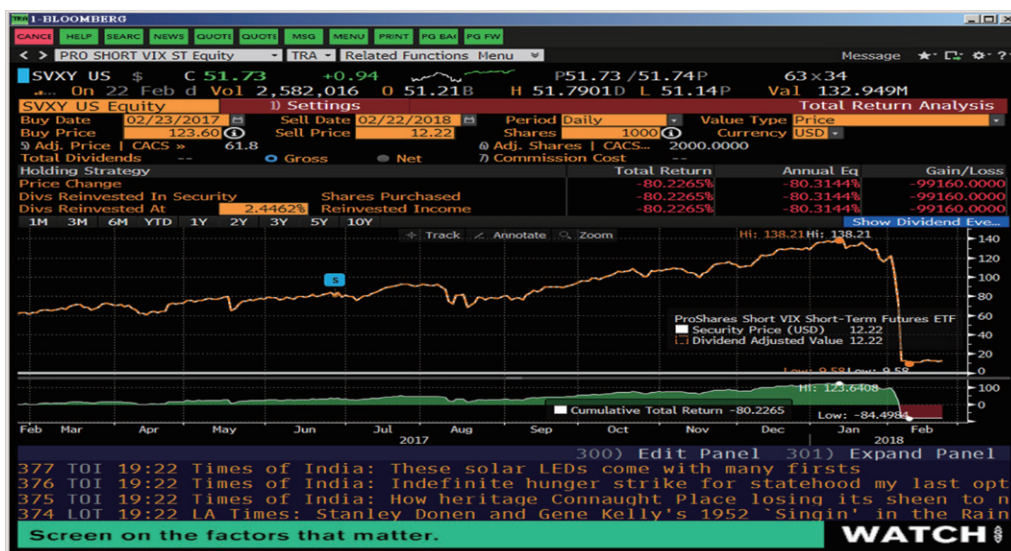 TRA 1-BLOOMBERG
CANCE HELP SEARC NEWS QUOTE QUOTE MSG MENU PRINT PG BAI PG FW
< > PRO SHORT VIX ST Equity TRA Related Functions Menu Message
SVXY US $ C 51.73 +0.94 P51.73 /51.74P 63×34
On 22 Feb d Vol 2,582,016 O 51.21B H 51.7901D L 51.14P Val 132.949M
SVXY US Equity 1) Settings Total Return Analysis
Buy Date 02/23/2017 Sell Date 02/22/2018 Period Daily Value Type Price
Buy Price 123.60 Sell Price 12.22 Shares 1000 Currency USD
5) Adj. Price | CACS » 61.8 6) Adj. Shares | CACS... 2000.0000
Total Dividends -- Gross Net 7) Commission Cost --
Holding Strategy Total Return Annual Eq Gain/Loss
Price Change -80.2265% -80.3144% -99160.0000
Divs Reinvested In Security Shares Purchased -80.2265% -80.3144% -99160.0000
Divs Reinvested At 2.4462% Reinvested Income -80.2265% -80.3144% -99160.0000
1M 3M 6M YTD 1Y 2Y 3Y 5Y 10Y Show Dividend Eve...
Track Annotate Zoom
Hi: 138.21 Hi: 138.21
140
120
100
S
80
60
ProShares Short VIX Short-Term Futures ETF
Security Price (USD) 12.22
40
Dividend Adjusted Value 12.22
20
Low: 9.58 Low: 9.58
0
Hi: 123.6408
100
Cumulative Total Return -80.2265
0
Low: -84.4984
Feb Mar Apr May Jun Jul Aug Sep Oct Nov Dec Jan Feb
2017 2018
300) Edit Panel 301) Expand Panel
377 TOI 19:22 Times of India: These solar LEDs come with many firsts
376 TOI 19:22 Times of India: Indefinite hunger strike for statehood my last opt
375 TOI 19:22 Times of India: How heritage Connaught Place losing its sheen to n
374 LOT 19:22 LA Times: Stanley Donen and Gene Kelly's 1952 `Singin' in the Rain
Screen on the factors that matter. WATCH